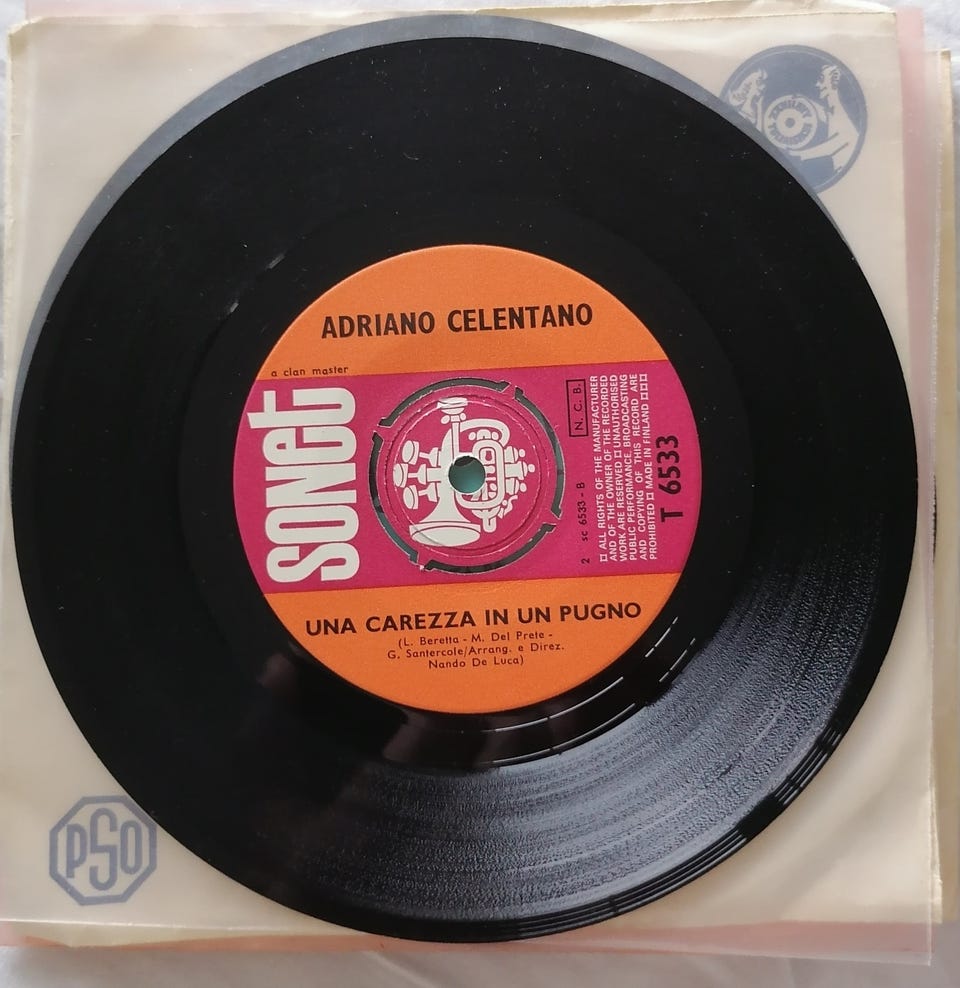 ADRIANO CELENTANO
a clan master
sonet
N.C.B.
¤ ALL RIGHTS OF THE MANUFACTURER
AND OF THE OWNER OF THE RECORDED
WORK ARE RESERVED ¤ UNAUTHORISED
PUBLIC PERFORMANCE, BROADCASTING
AND COPYING OF THIS RECORD ARE
PROHIBITED ¤ MADE IN FINLAND ¤¤¤
2 sc 6533 - B
T 6533
UNA CAREZZA IN UN PUGNO
(L. Beretta - M. Del Prete -
G. Santercole/Arrang. e Direz.
Nando De Luca)
PSO